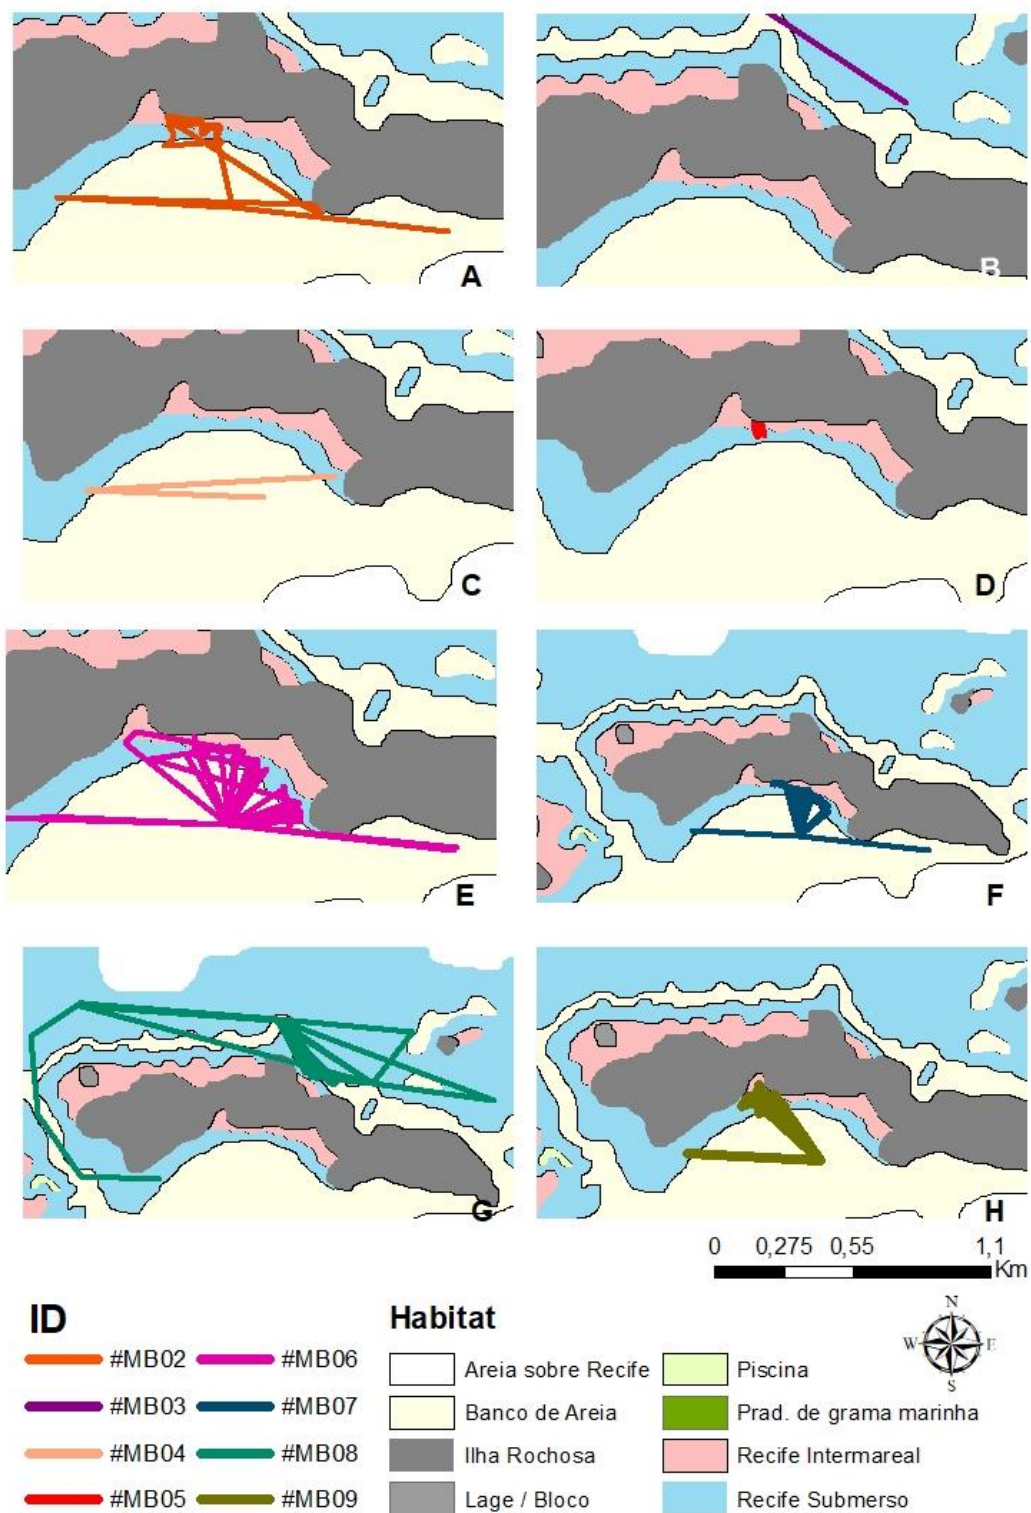 A
B
C
D
E
F
G
H
0 0,275 0,55 1,1
Km
ID
#MB02 #MB06
#MB03 #MB07
#MB04 #MB08
#MB05 #MB09
Habitat
Areia sobre Recife Piscina
Banco de Areia Prad. de grama marinha
Ilha Rochosa Recife Intermareal
Lage / Bloco Recife Submerso
N
W E
S